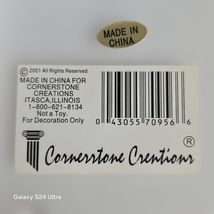 MADE IN
CHINA
© 2001 All Rights Reserved
MADE IN CHINA FOR
CORNERSTONE
CREATIONS
ITASCA, ILLINOIS
1-800-621-8134
Not a Toy.
For Decoration Only
0 43055 70956 6
Cornerstone Creations ®
Galaxy S24 Ultra